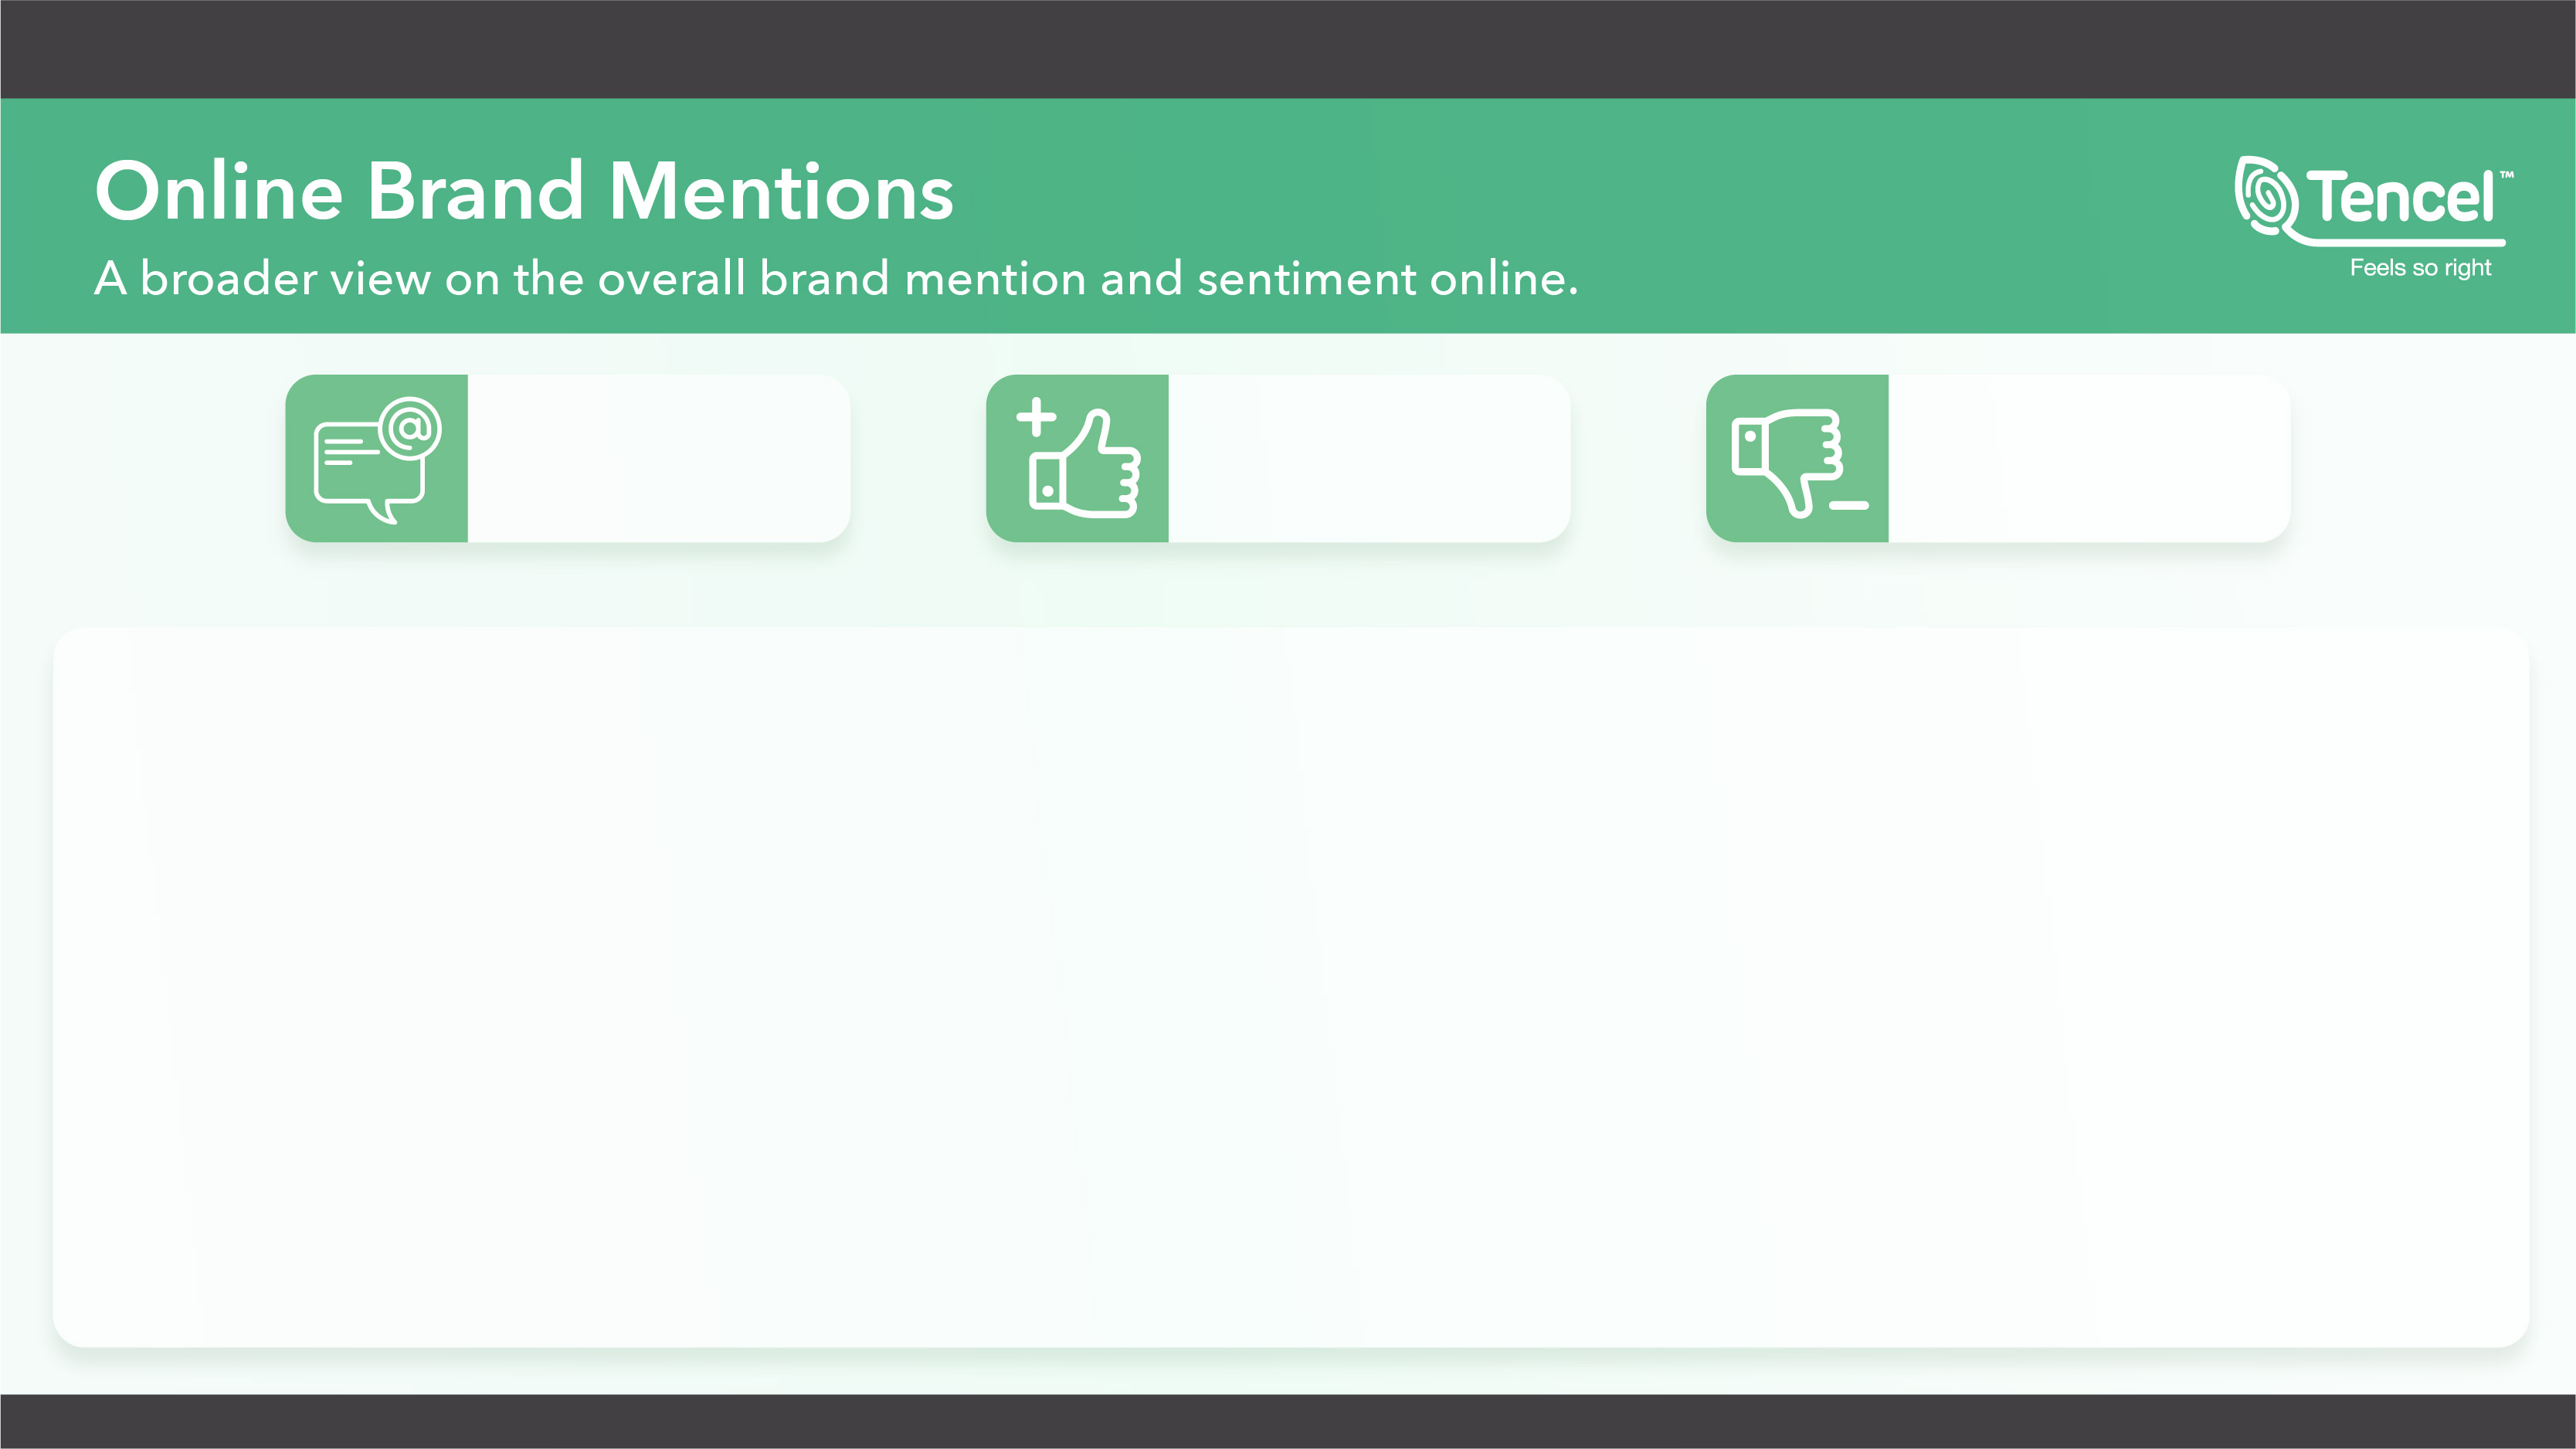 Online Brand Mentions
A broader view on the overall brand mention and sentiment online.
Tencel™
Feels so right
@